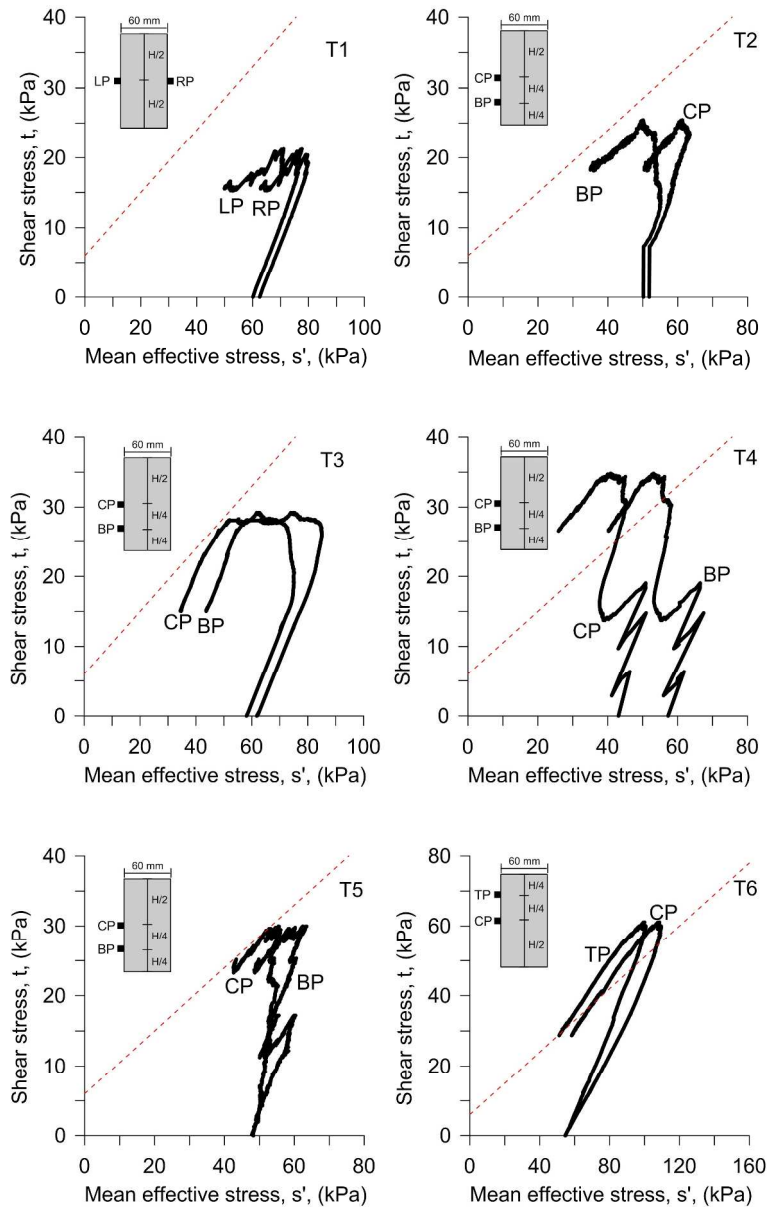 60 mm
T1
H/2
LP RP
H/2
LP RP
40
30
20
10
0
0 20 40 60 80 100
Shear stress, t, (kPa)
Mean effective stress, s', (kPa)
60 mm
T2
H/2
CP
H/4
BP
H/4
CP
BP
40
30
20
10
0
0 20 40 60 80
Shear stress, t, (kPa)
Mean effective stress, s', (kPa)
60 mm
T3
H/2
CP
H/4
BP
H/4
CP BP
40
30
20
10
0
0 20 40 60 80 100
Shear stress, t, (kPa)
Mean effective stress, s', (kPa)
60 mm
T4
H/2
CP
H/4
BP
H/4
BP
CP
40
30
20
10
0
0 20 40 60 80
Shear stress, t, (kPa)
Mean effective stress, s', (kPa)
60 mm
T5
H/2
CP
H/4
BP
H/4
CP BP
40
30
20
10
0
0 20 40 60 80
Shear stress, t, (kPa)
Mean effective stress, s', (kPa)
60 mm
T6
H/4
TP
H/4
CP
H/2
CP
TP
80
60
40
20
0
0 40 80 120 160
Shear stress, t, (kPa)
Mean effective stress, s', (kPa)